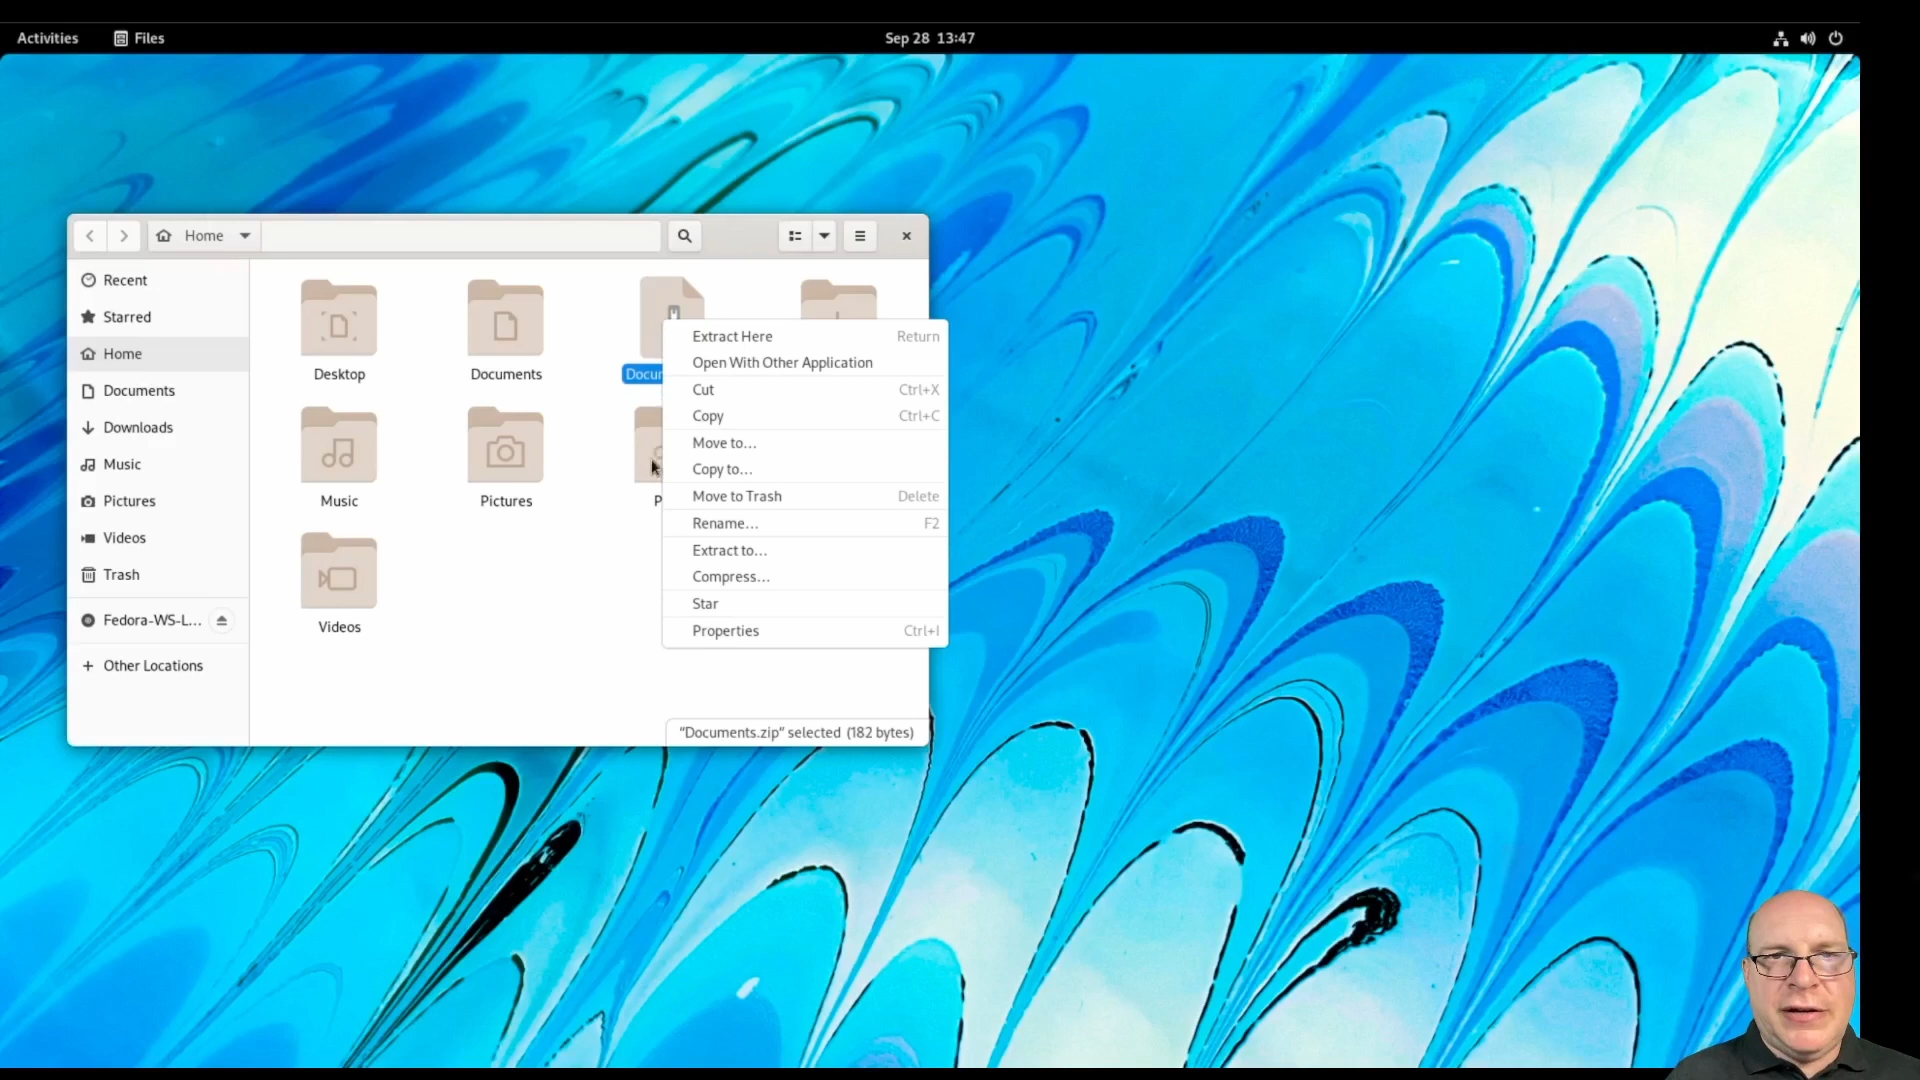 Activities
Files
Sep 28 13:47
Home
Recent
Starred
Home
Documents
Downloads
Music
Pictures
Videos
Trash
Fedora-WS-L...
Other Locations
Desktop
Documents
Docum
Music
Pictures
P
Videos
Extract Here Return
Open With Other Application
Cut Ctrl+X
Copy Ctrl+C
Move to...
Copy to...
Move to Trash Delete
Rename... F2
Extract to...
Compress...
Star
Properties Ctrl+I
"Documents.zip" selected (182 bytes)